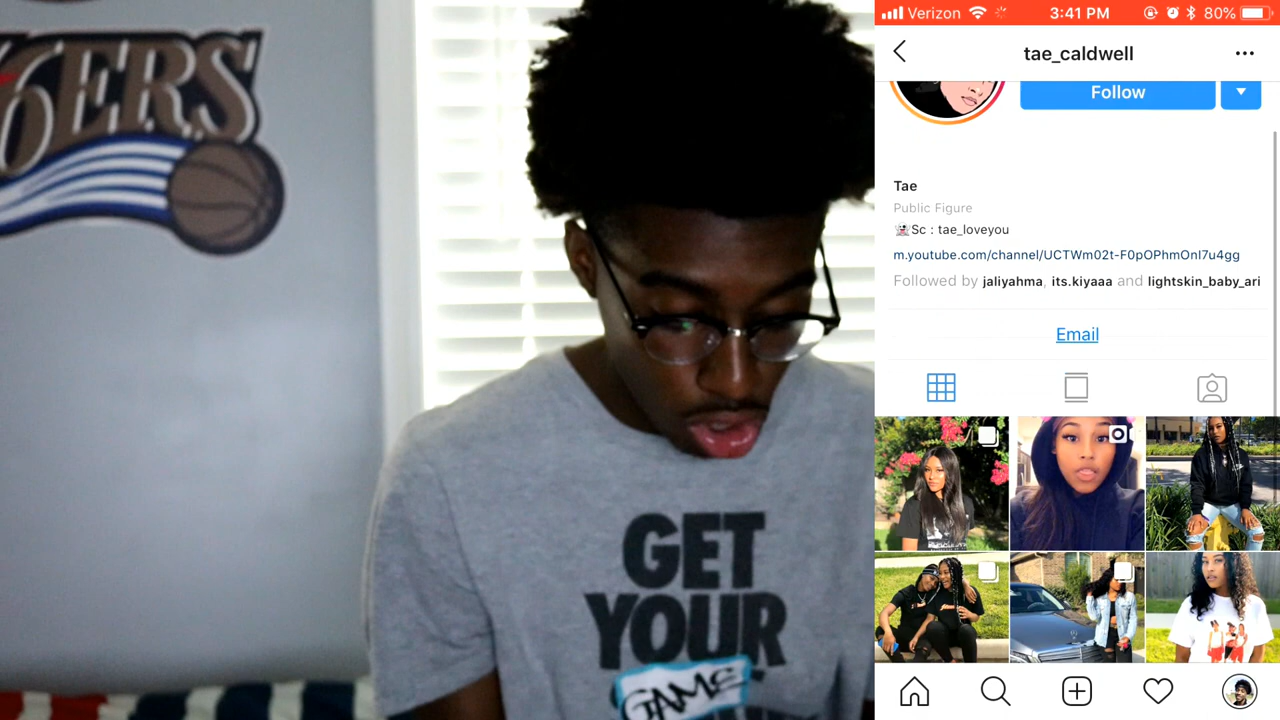 6ERS
GET
YOUR
GAME
Verizon
3:41 PM
80%
tae_caldwell
Follow
Tae
Public Figure
👻Sc : tae_loveyou
m.youtube.com/channel/UCTWm02t-F0pOPhmOnI7u4gg
Followed by jaliyahma, its.kiyaaa and lightskin_baby_ari
Email